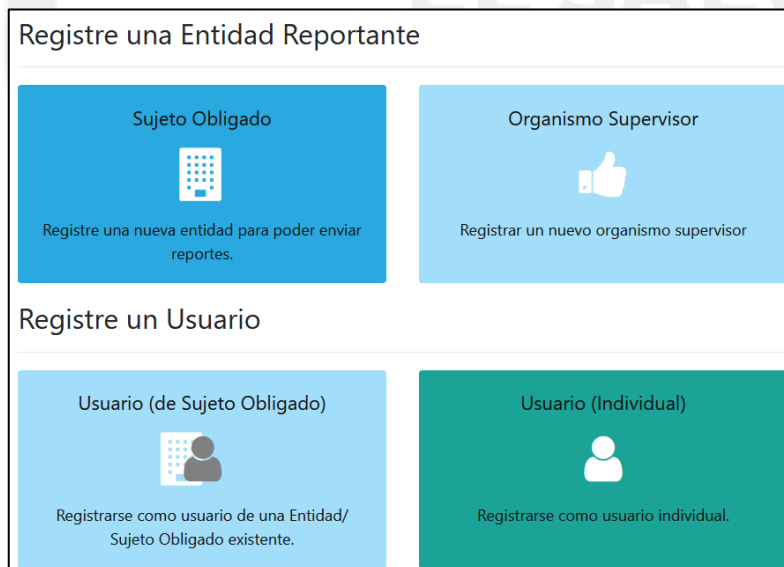 Registre una Entidad Reportante
Sujeto Obligado
Registre una nueva entidad para poder enviar
reportes.
Organismo Supervisor
Registrar un nuevo organismo supervisor
Registre un Usuario
Usuario (de Sujeto Obligado)
Registrarse como usuario de una Entidad/
Sujeto Obligado existente.
Usuario (Individual)
Registrarse como usuario individual.